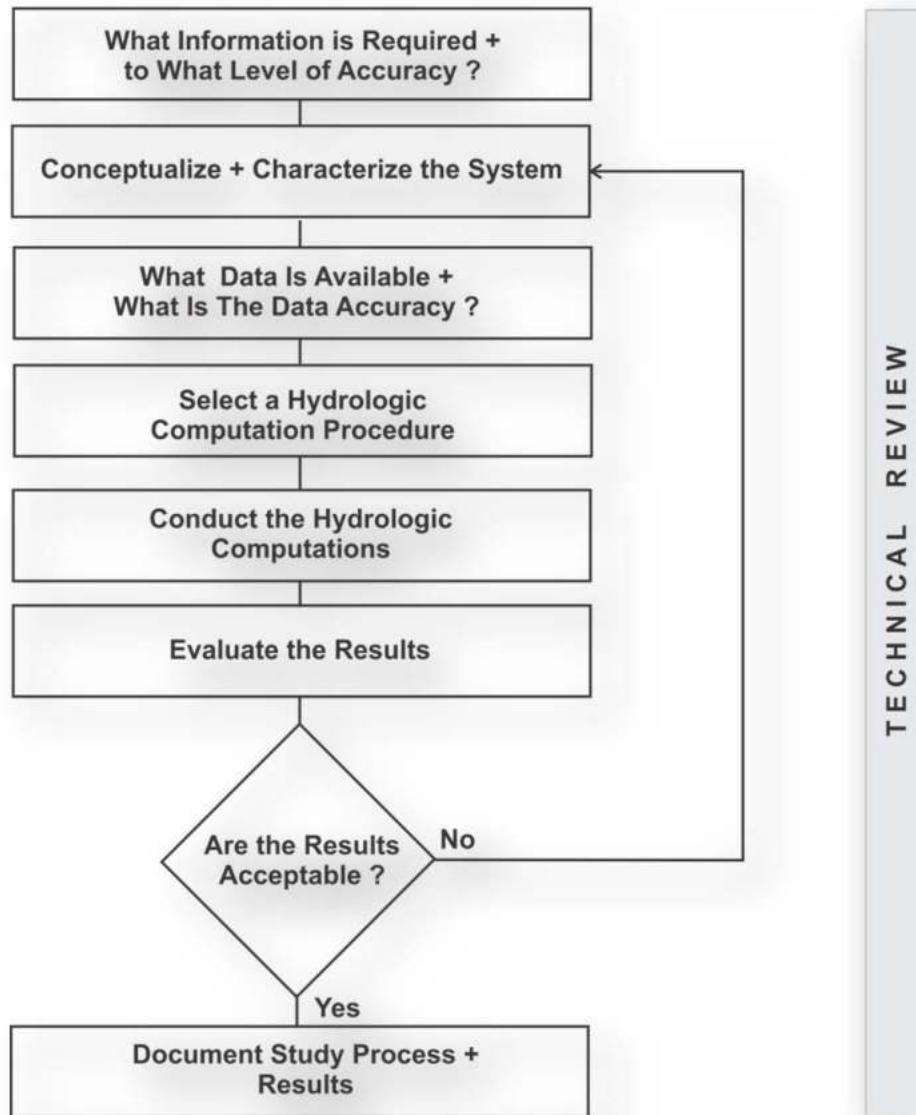 What Information is Required +
to What Level of Accuracy ?
Conceptualize + Characterize the System
What Data Is Available +
What Is The Data Accuracy ?
Select a Hydrologic
Computation Procedure
Conduct the Hydrologic
Computations
Evaluate the Results
Are the Results
Acceptable ?
No
Yes
Document Study Process +
Results
TECHNICAL REVIEW